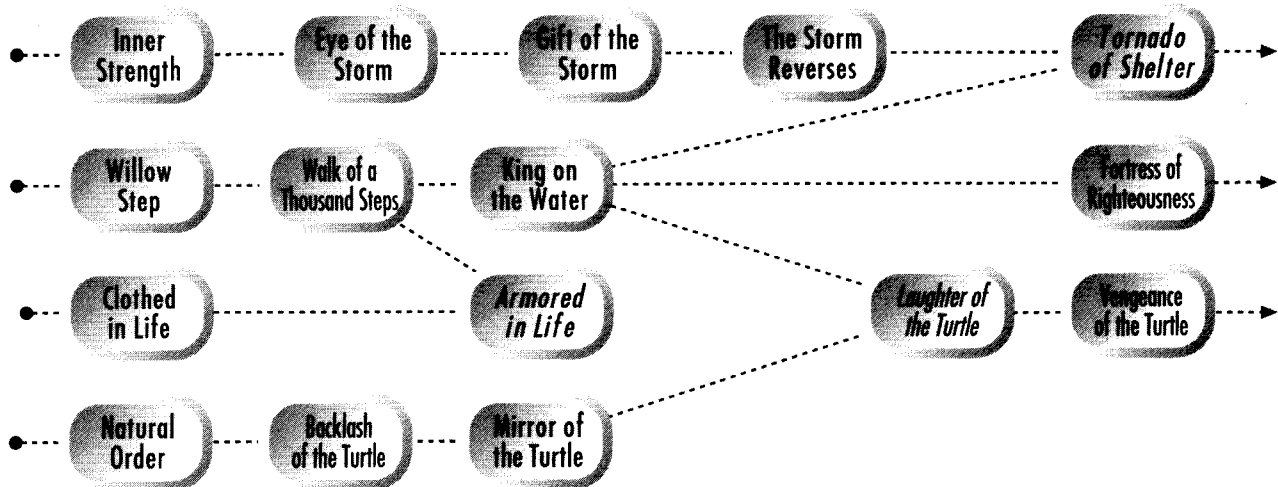 Inner
Strength
Eye of the
Storm
Gift of the
Storm
The Storm
Reverses
Tornado
of Shelter
Willow
Step
Walk of a
Thousand Steps
King on
the Water
Fortress of
Righteousness
Clothed
in Life
Armored
in Life
Laughter of
the Turtle
Vengeance
of the Turtle
Natural
Order
Backlash
of the Turtle
Mirror of
the Turtle